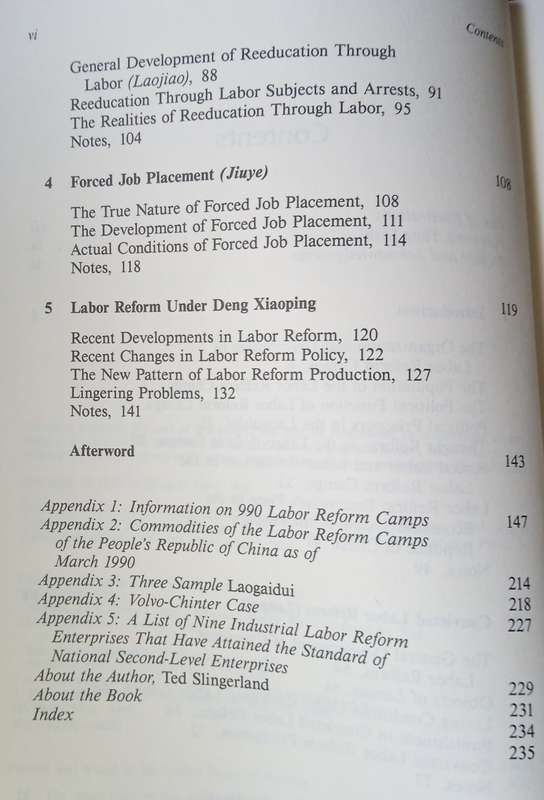 vi
Contents
General Development of Reeducation Through
Labor (Laojiao), 88
Reeducation Through Labor Subjects and Arrests, 91
The Realities of Reeducation Through Labor, 95
Notes, 104
4 Forced Job Placement (Jiuye) 108
The True Nature of Forced Job Placement, 108
The Development of Forced Job Placement, 111
Actual Conditions of Forced Job Placement, 114
Notes, 118
5 Labor Reform Under Deng Xiaoping 119
Recent Developments in Labor Reform, 120
Recent Changes in Labor Reform Policy, 122
The New Pattern of Labor Reform Production, 127
Lingering Problems, 132
Notes, 141
Afterword 143
Appendix 1: Information on 990 Labor Reform Camps 147
Appendix 2: Commodities of the Labor Reform Camps
of the People's Republic of China as of
March 1990 214
Appendix 3: Three Sample Laogaidui 218
Appendix 4: Volvo-Chinter Case 227
Appendix 5: A List of Nine Industrial Labor Reform
Enterprises That Have Attained the Standard of
National Second-Level Enterprises 229
About the Author, Ted Slingerland 231
About the Book 234
Index 235